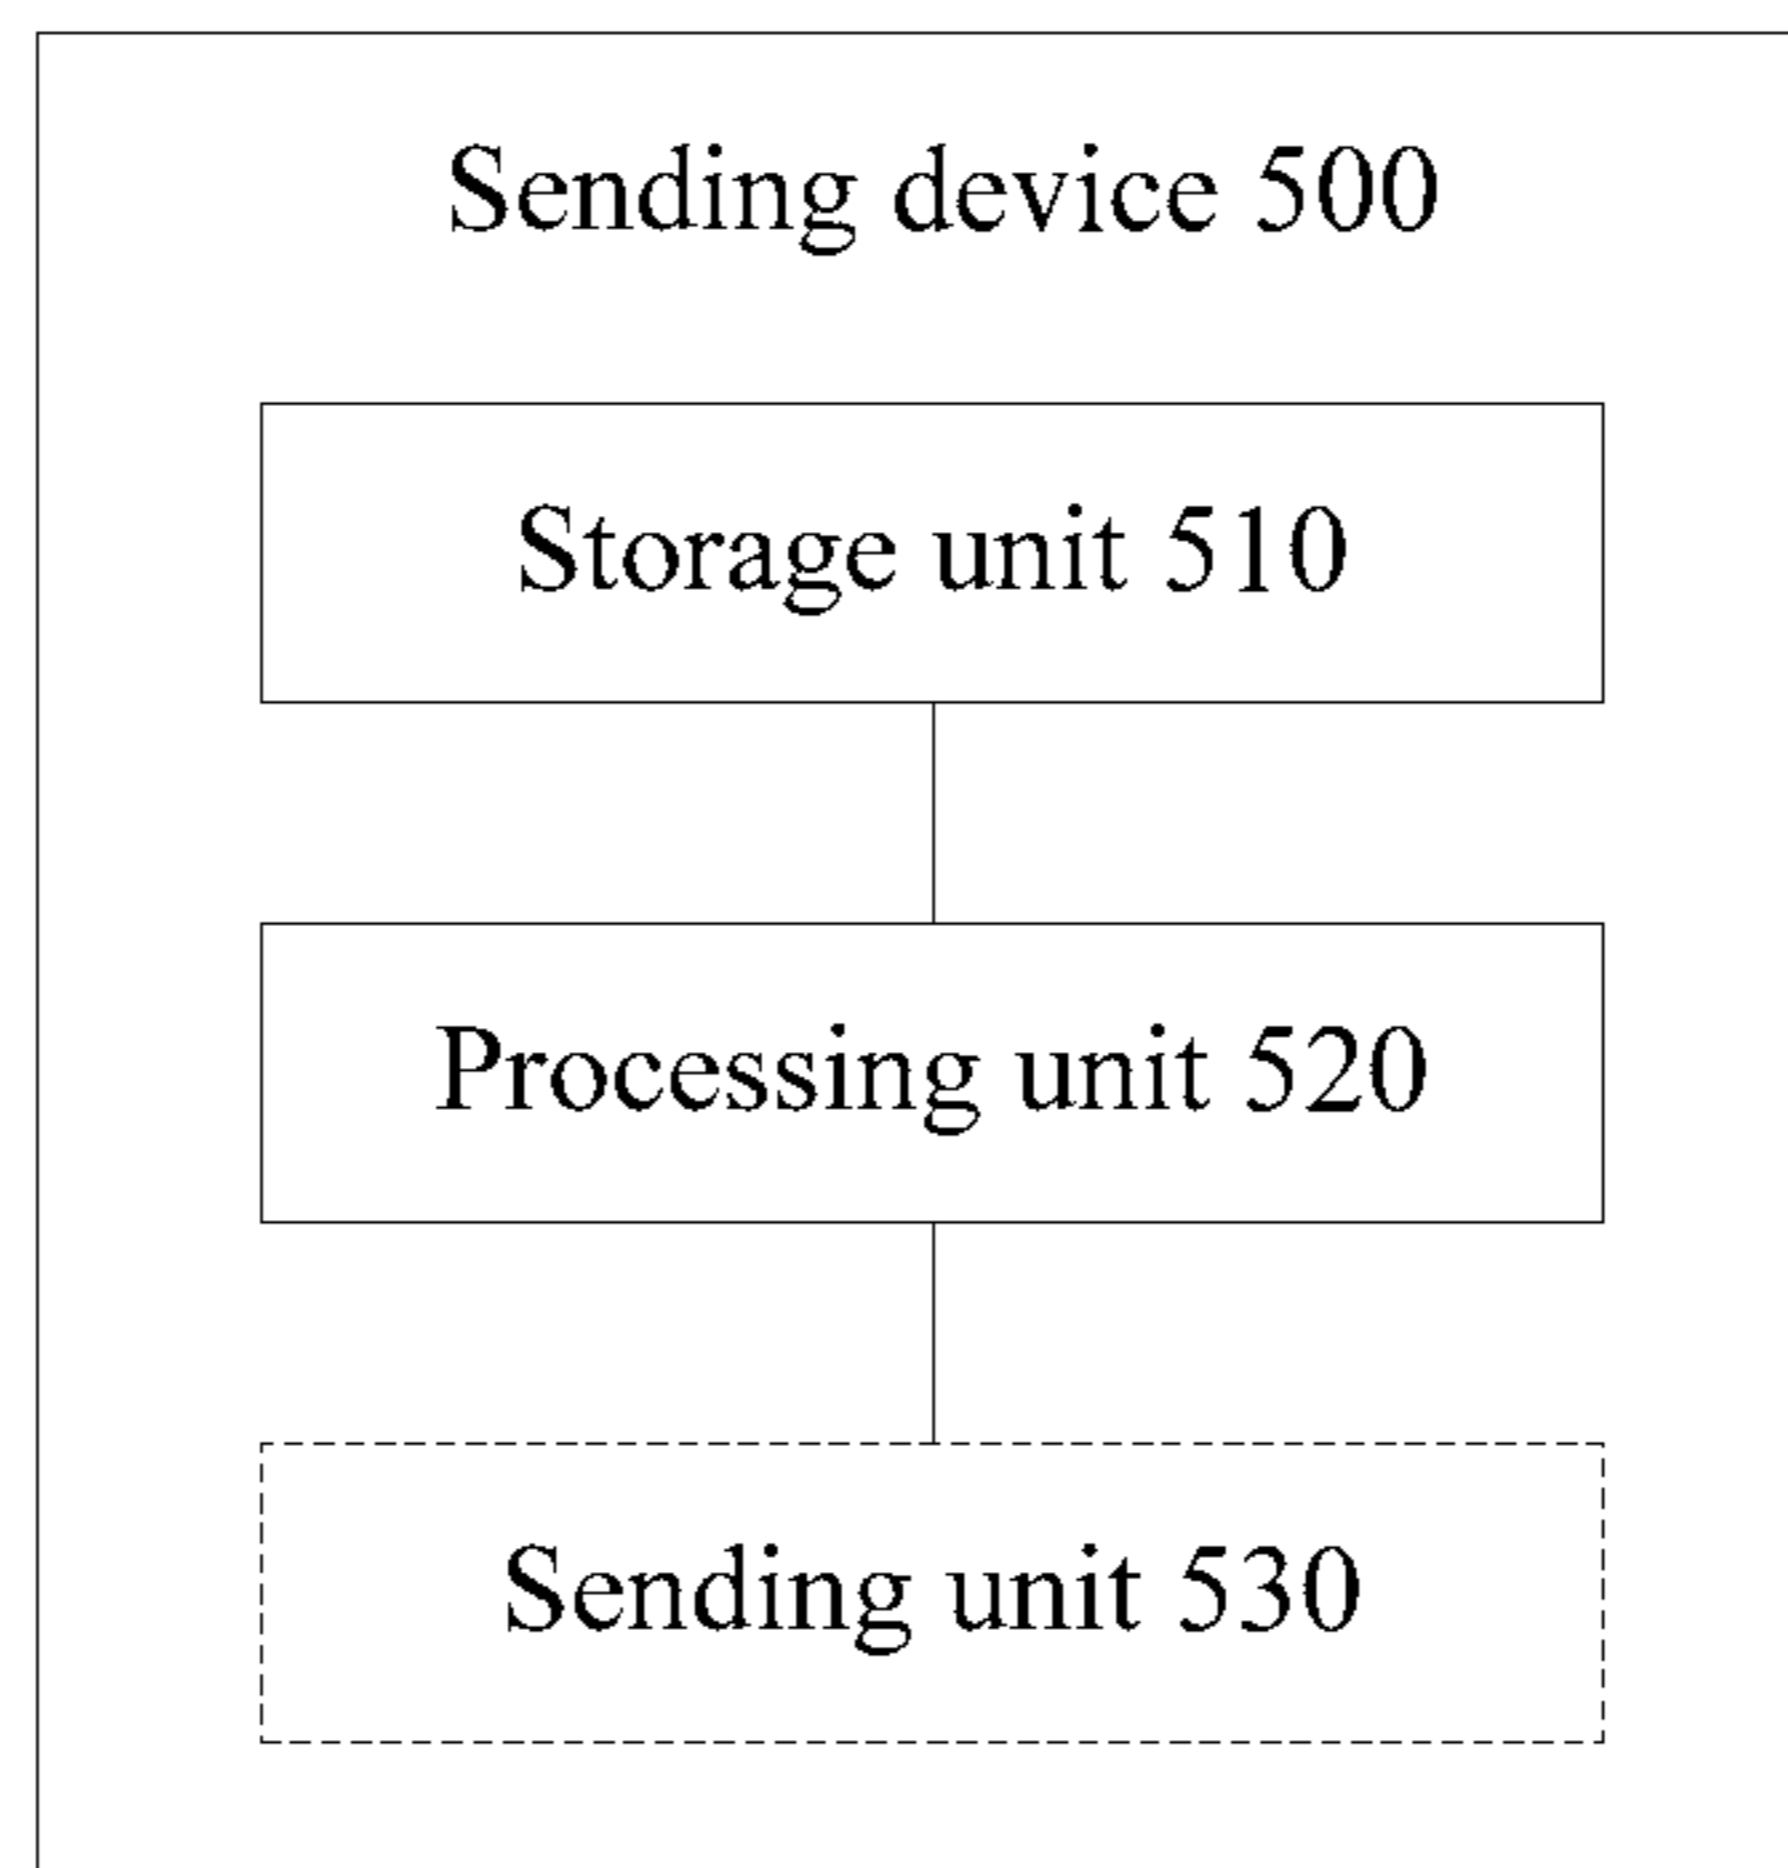 Sending device 500
Storage unit 510
Processing unit 520
Sending unit 530